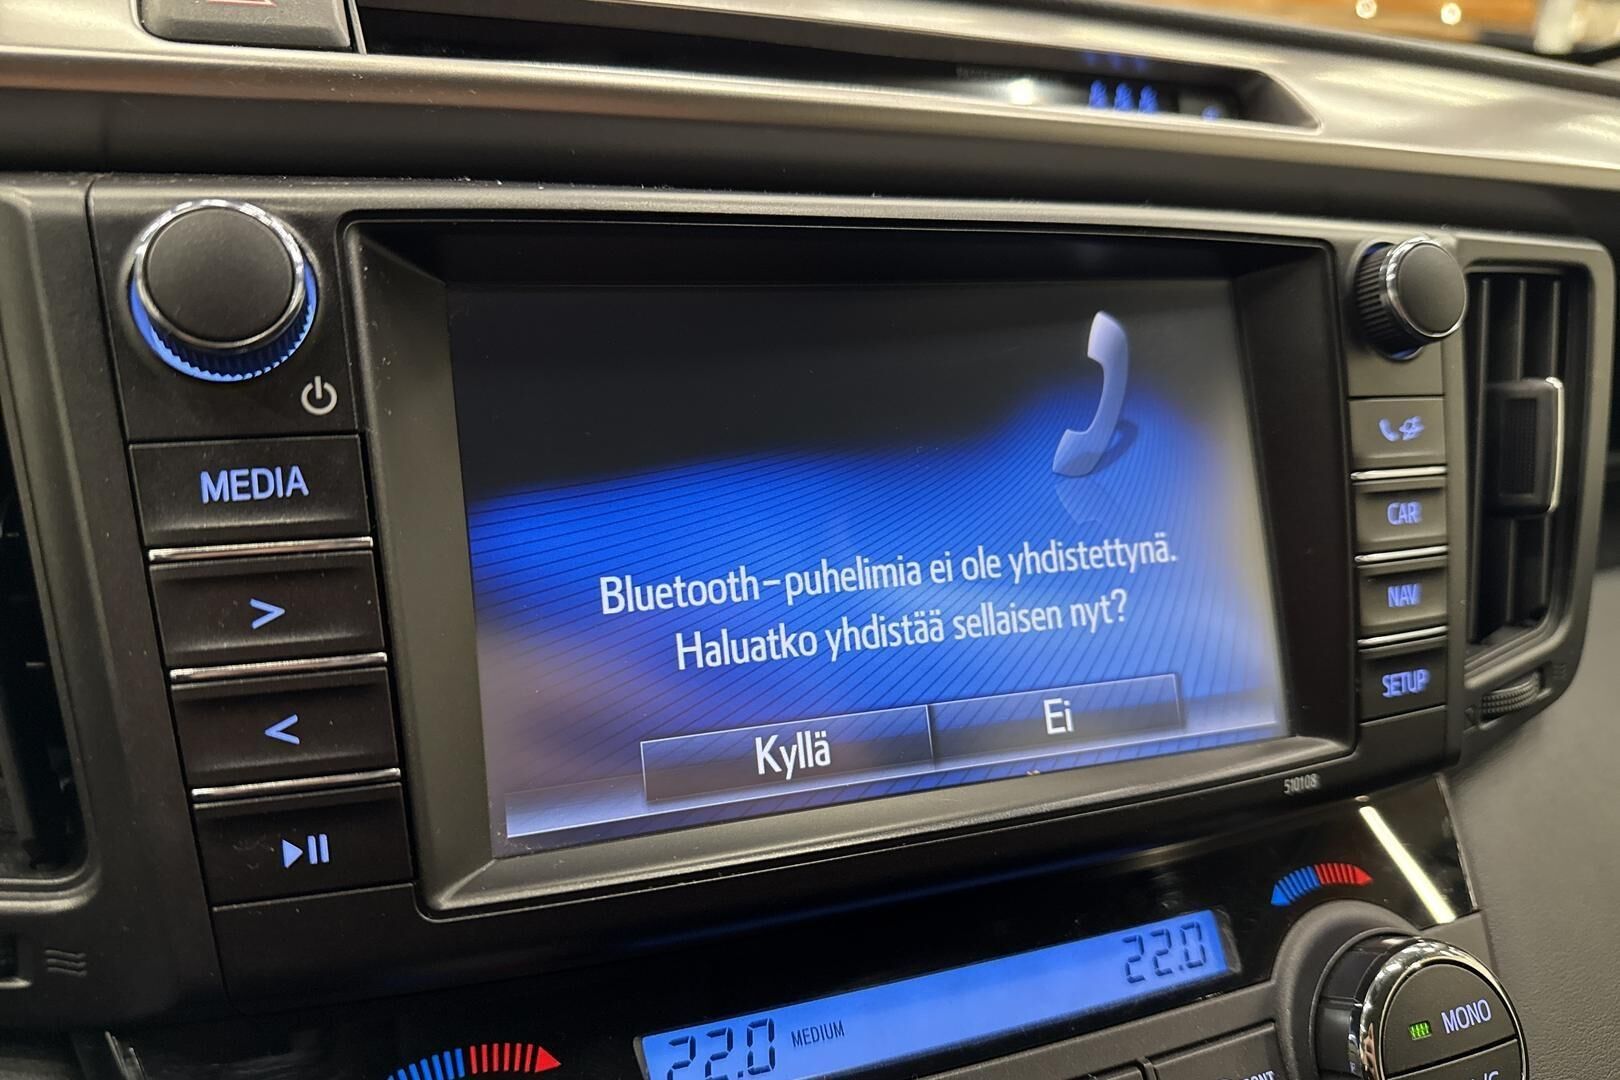 MEDIA
>
<
Bluetooth-puhelimia ei ole yhdistettynä.
Haluatko yhdistää sellaisen nyt?
Kyllä
Ei
CAR
NAV
SETUP
510108
22.0
22.0 MEDIUM
MONO